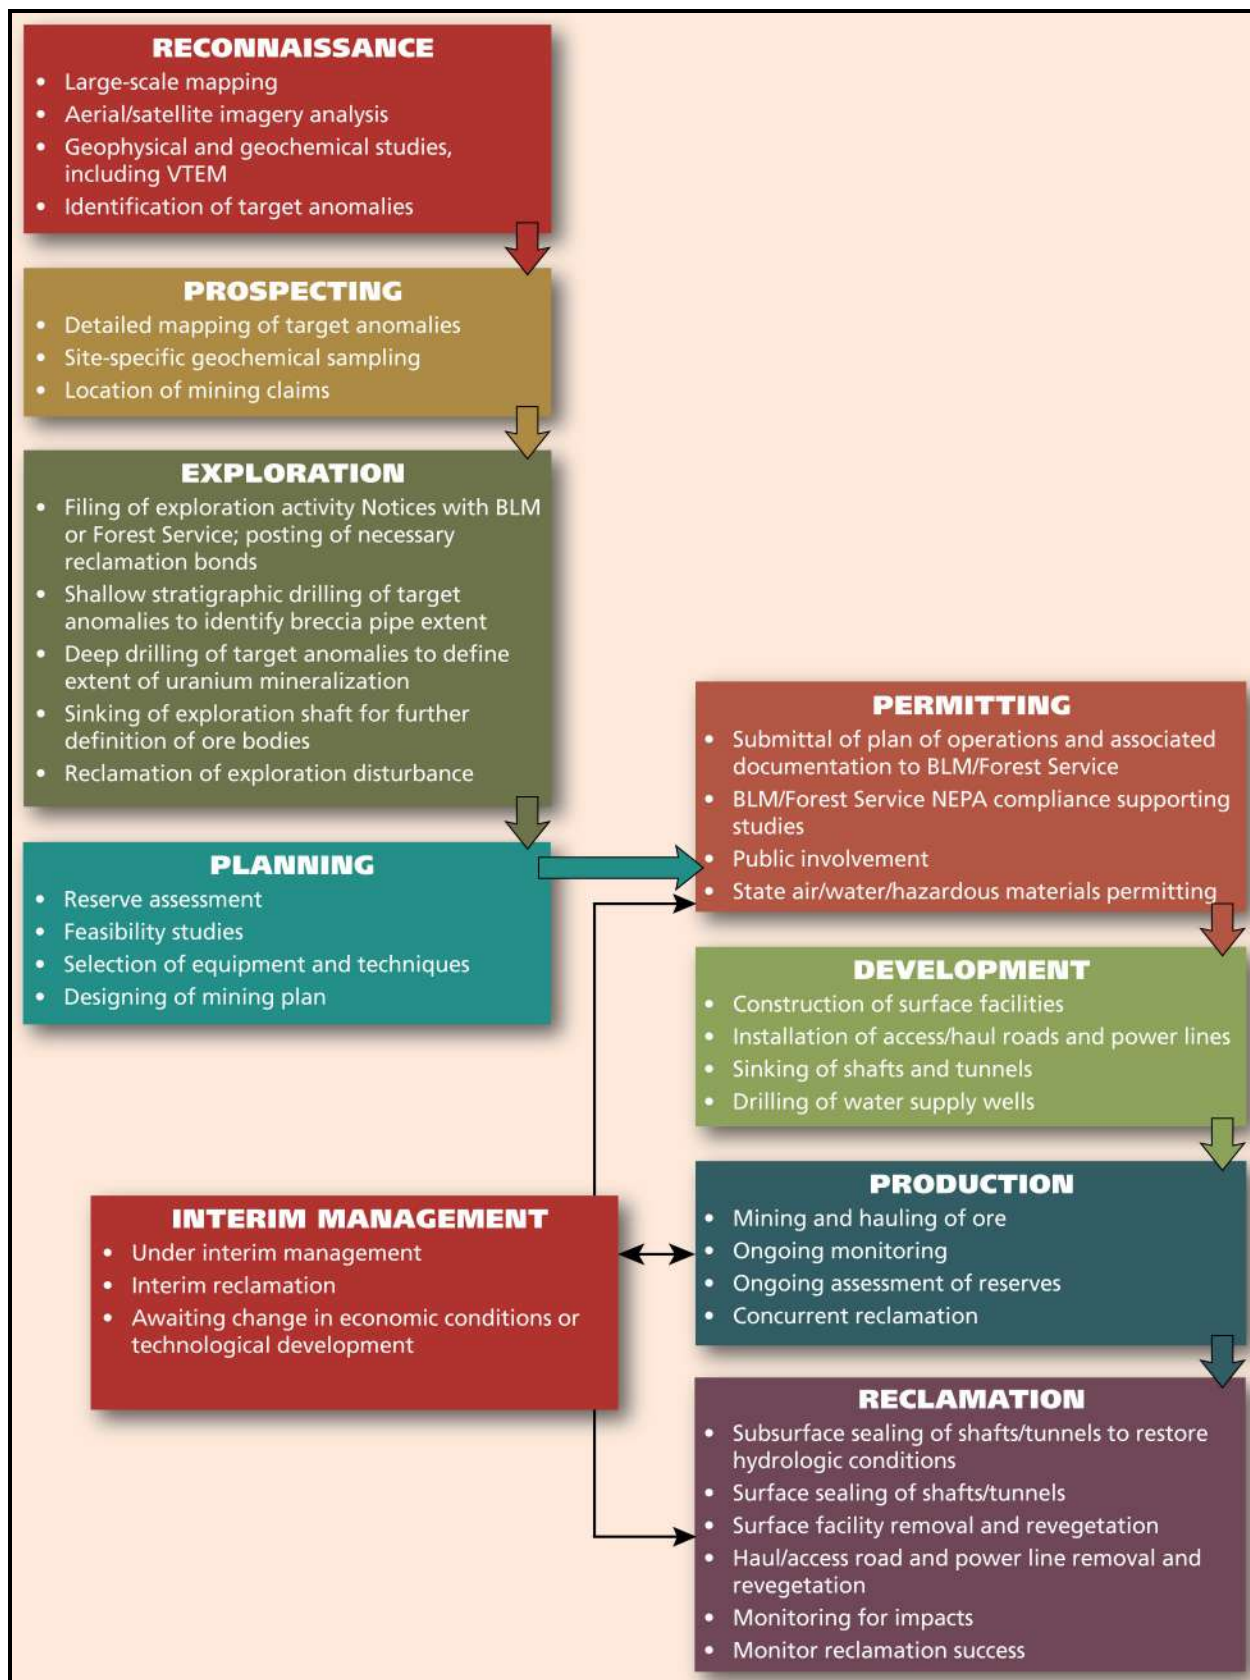 RECONNAISSANCE
• Large-scale mapping
• Aerial/satellite imagery analysis
• Geophysical and geochemical studies,
including VTEM
• Identification of target anomalies
PROSPECTING
• Detailed mapping of target anomalies
• Site-specific geochemical sampling
• Location of mining claims
EXPLORATION
• Filing of exploration activity Notices with BLM
or Forest Service; posting of necessary
reclamation bonds
• Shallow stratigraphic drilling of target
anomalies to identify breccia pipe extent
• Deep drilling of target anomalies to define
extent of uranium mineralization
• Sinking of exploration shaft for further
definition of ore bodies
• Reclamation of exploration disturbance
PLANNING
• Reserve assessment
• Feasibility studies
• Selection of equipment and techniques
• Designing of mining plan
PERMITTING
• Submittal of plan of operations and associated
documentation to BLM/Forest Service
• BLM/Forest Service NEPA compliance supporting
studies
• Public involvement
• State air/water/hazardous materials permitting
DEVELOPMENT
• Construction of surface facilities
• Installation of access/haul roads and power lines
• Sinking of shafts and tunnels
• Drilling of water supply wells
INTERIM MANAGEMENT
• Under interim management
• Interim reclamation
• Awaiting change in economic conditions or
technological development
PRODUCTION
• Mining and hauling of ore
• Ongoing monitoring
• Ongoing assessment of reserves
• Concurrent reclamation
RECLAMATION
• Subsurface sealing of shafts/tunnels to restore
hydrologic conditions
• Surface sealing of shafts/tunnels
• Surface facility removal and revegetation
• Haul/access road and power line removal and
revegetation
• Monitoring for impacts
• Monitor reclamation success